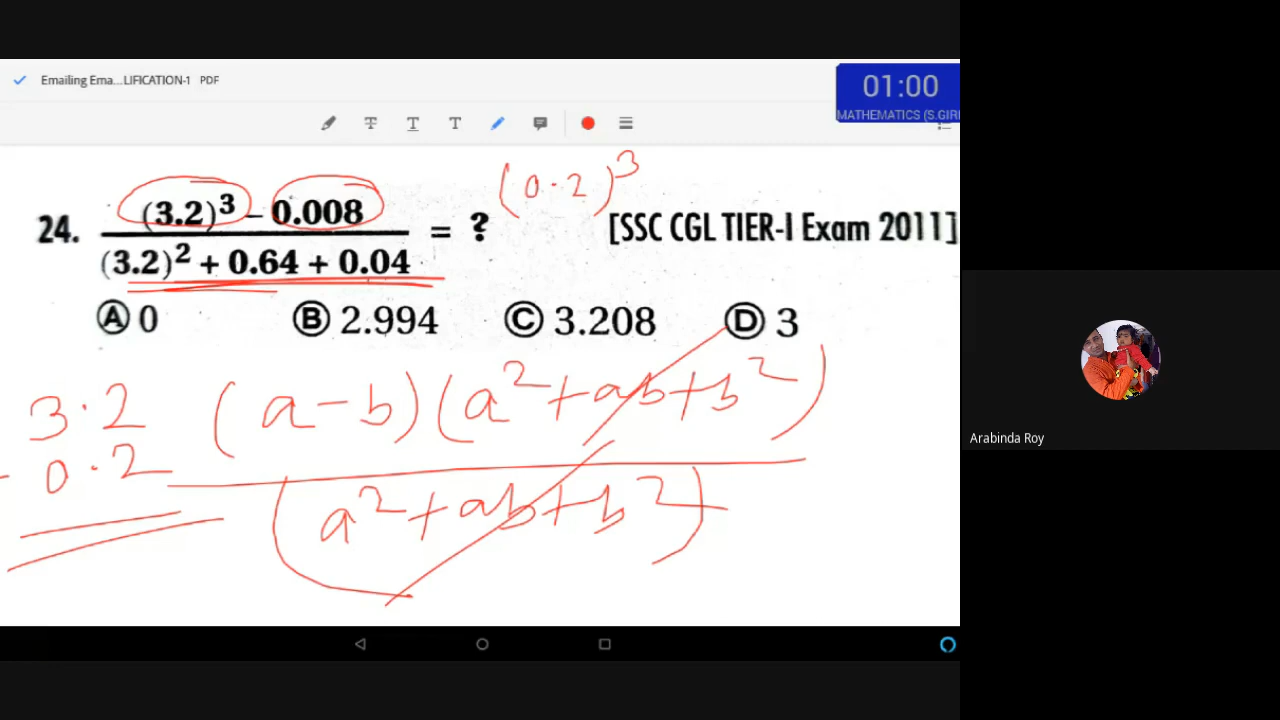 Emailing Ema...LIFICATION-1 PDF
01:00
MATHEMATICS (S.GIRI
(0.2)³
24. (3.2)³ – 0.008
(3.2)² + 0.64 + 0.04
= ? [SSC CGL TIER-I Exam 2011]
Ⓐ 0 Ⓑ 2.994 Ⓒ 3.208 Ⓓ 3
3.2 (a-b)(a²+ab+b²)
- 0.2
(a²+ab+b²)
Arabinda Roy